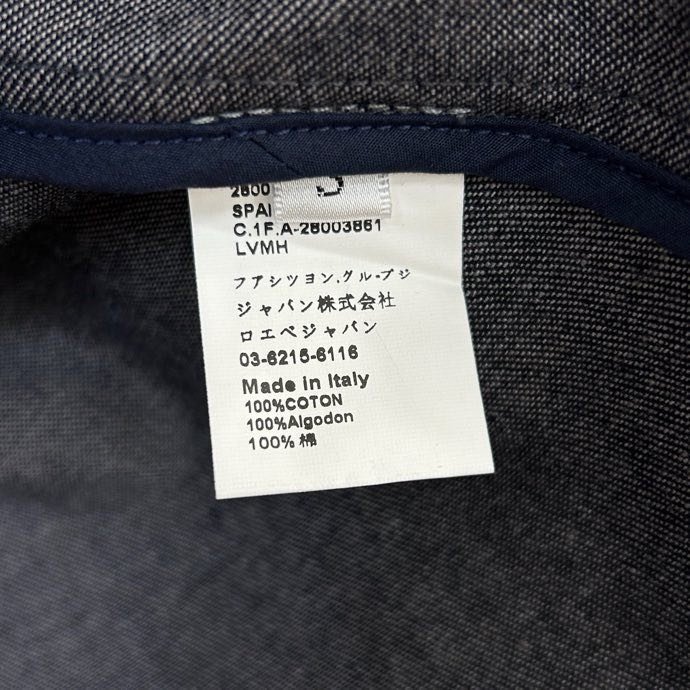 2800
SPAI
C.1F.A-28003861
LVMH
フアシツヨン.グループジ
ジャパン株式会社
ロエベジャパン
03-6215-6116
Made in Italy
100%COTON
100%Algodon
100%棉